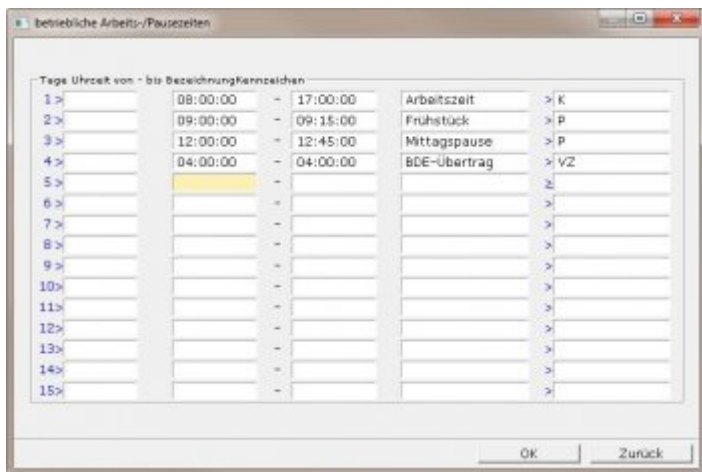 betriebliche Arbeits-/Pausezeiten
Tage Uhrzeit von - bis BezeichnungKennzeichen
1> 08:00:00 - 17:00:00 Arbeitszeit > K
2> 09:00:00 - 09:15:00 Frühstück > P
3> 12:00:00 - 12:45:00 Mittagspause > P
4> 04:00:00 - 04:00:00 BDE-Übertrag > VZ
5> - >
6> - >
7> - >
8> - >
9> - >
10> - >
11> - >
12> - >
13> - >
14> - >
15> - >
OK Zurück